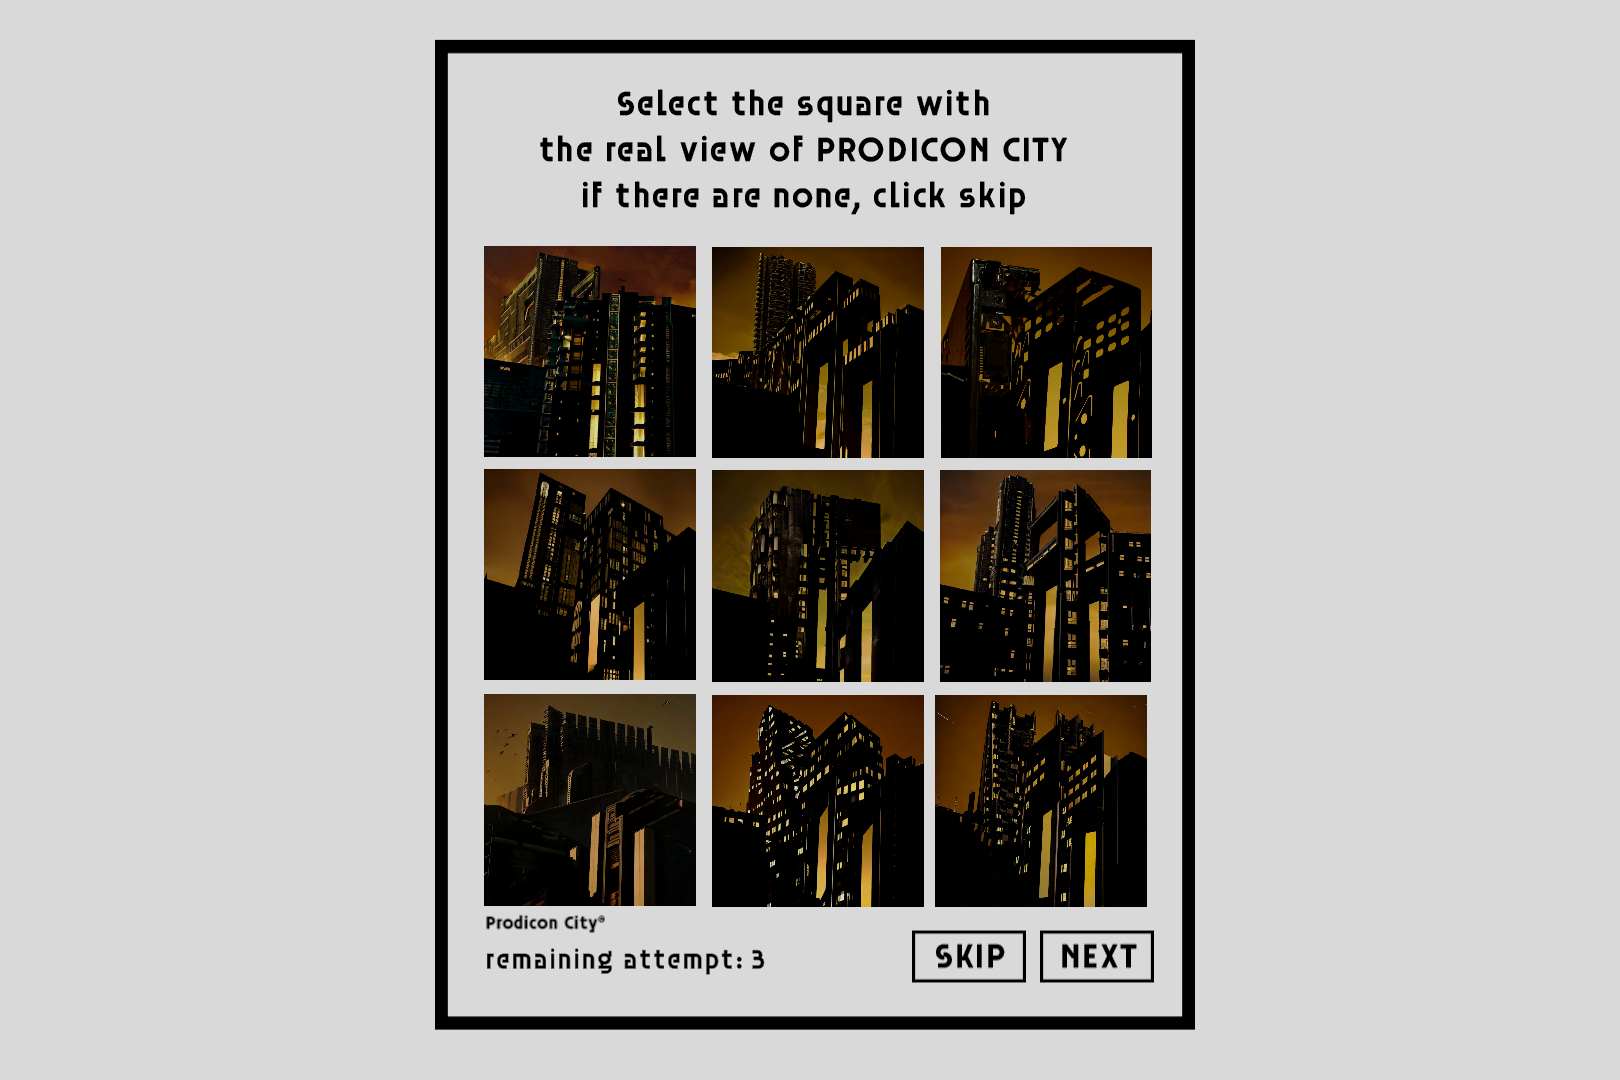 Select the square with
the real view of PRODICON CITY
if there are none, click skip
Prodicon City®
remaining attempt: 3
SKIP
NEXT